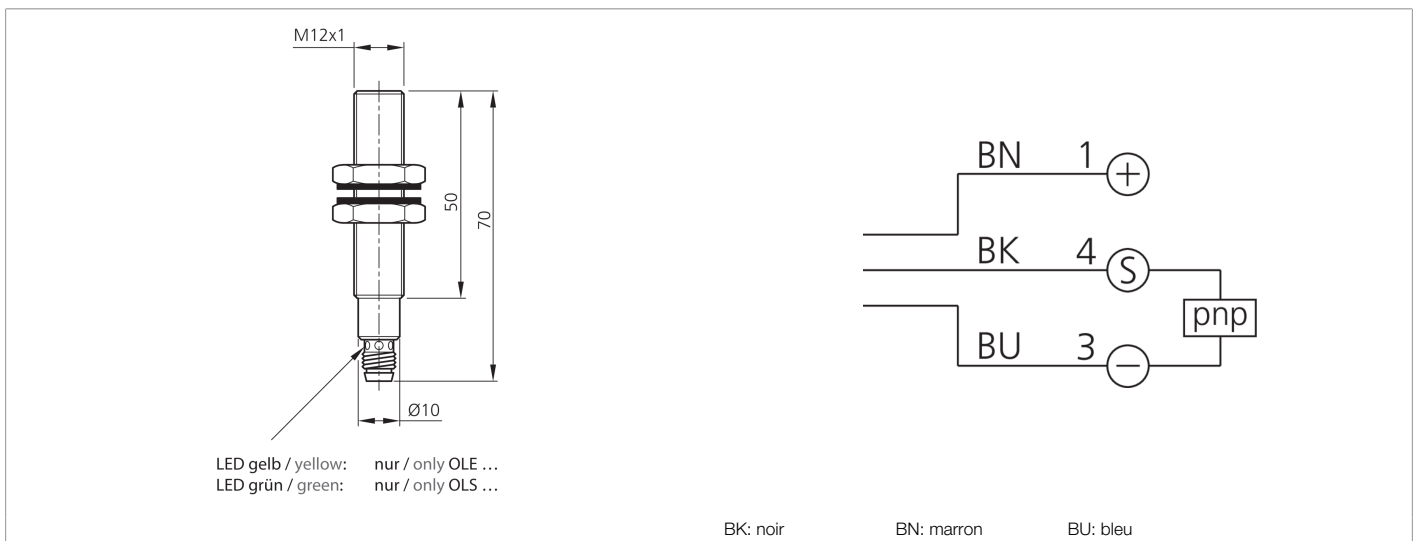 M12x1
50
70
Ø10
LED gelb / yellow: nur / only OLE ...
LED grün / green: nur / only OLS ...
BN 1 +
BK 4 S
pnp
BU 3 −
BK: noir BN: marron BU: bleu